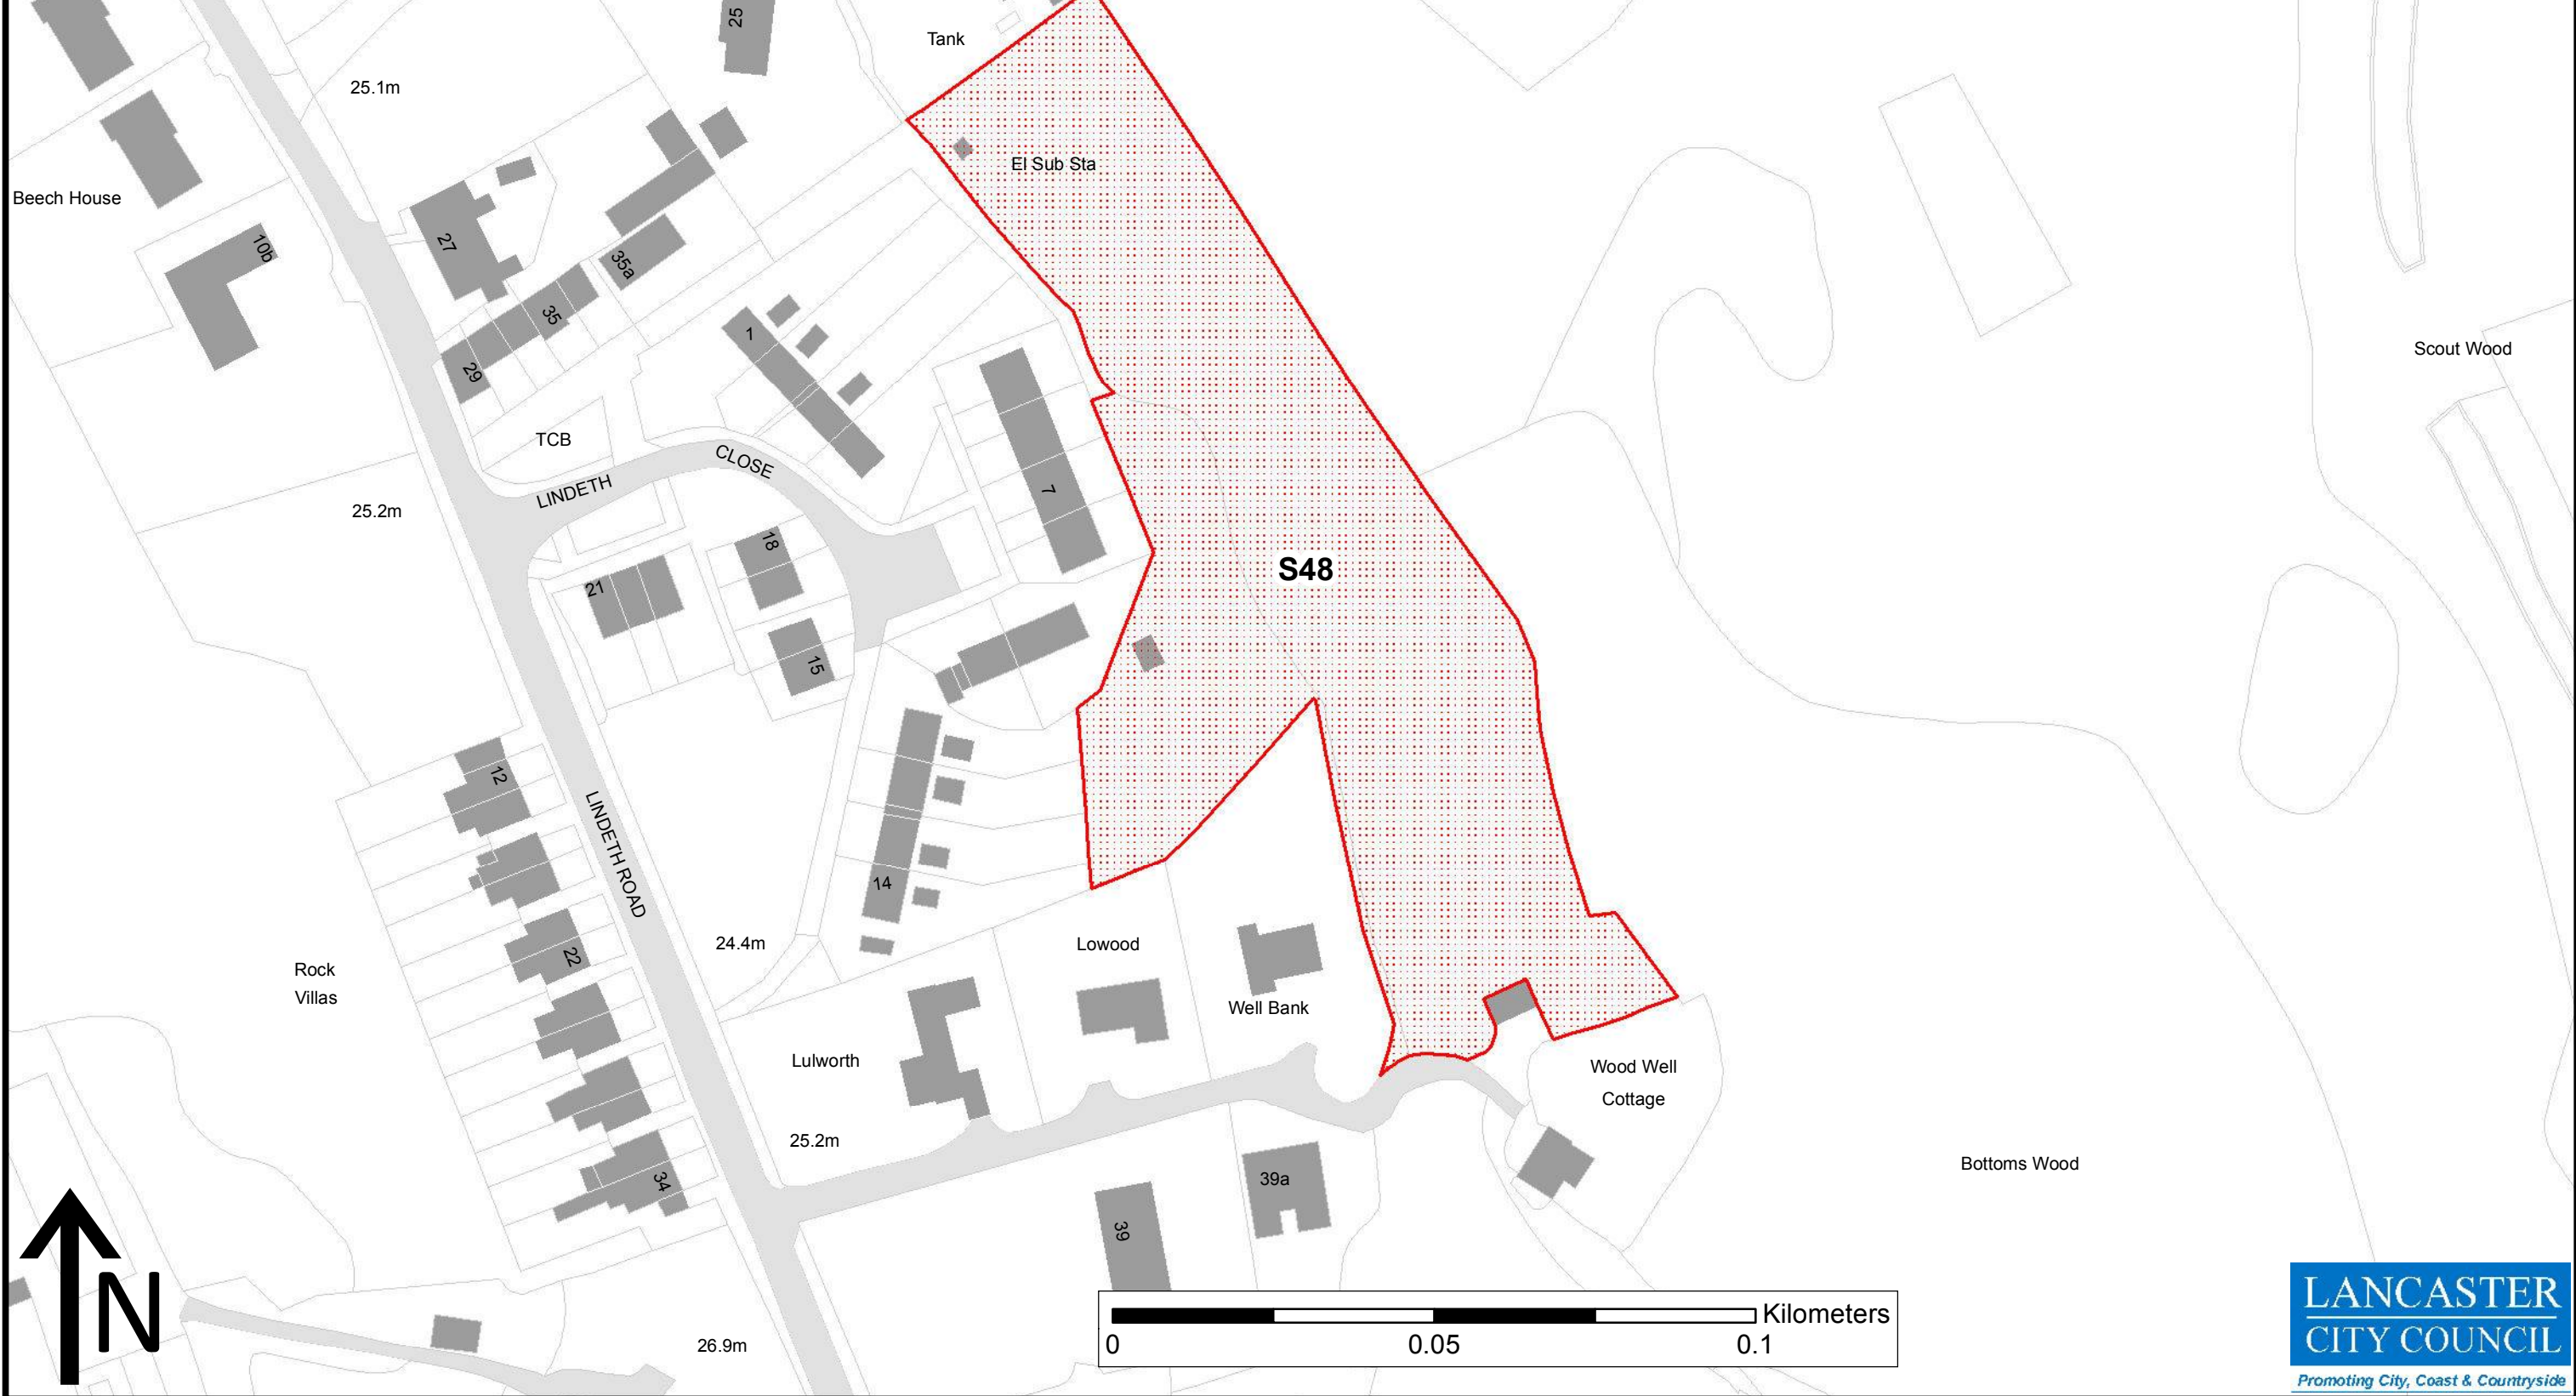 25
Tank
25.1m
El Sub Sta
Beech House
27
10b
35a
35
1
Scout Wood
29
TCB
CLOSE
LINDETH
7
25.2m
18
S48
21
15
12
LINDETH ROAD
14
22
24.4m
Lowood
Rock
Villas
Well Bank
Lulworth
Wood Well
Cottage
25.2m
Bottoms Wood
39a
34
39
N
Kilometers
0 0.05 0.1
26.9m
LANCASTER
CITY COUNCIL
Promoting City, Coast & Countryside